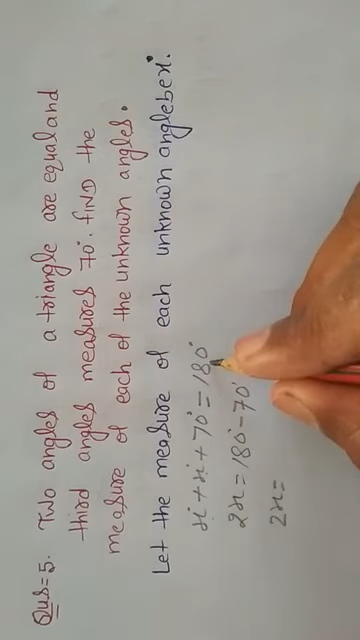 Qus=5. Two angles of a triangle are equal and
third angles measures 70°. FIND the
measure of each of the unknown angles.
Let the measure of each unknown angle be x°.
x° + x° + 70° = 180°
2x = 180° - 70°
2x =